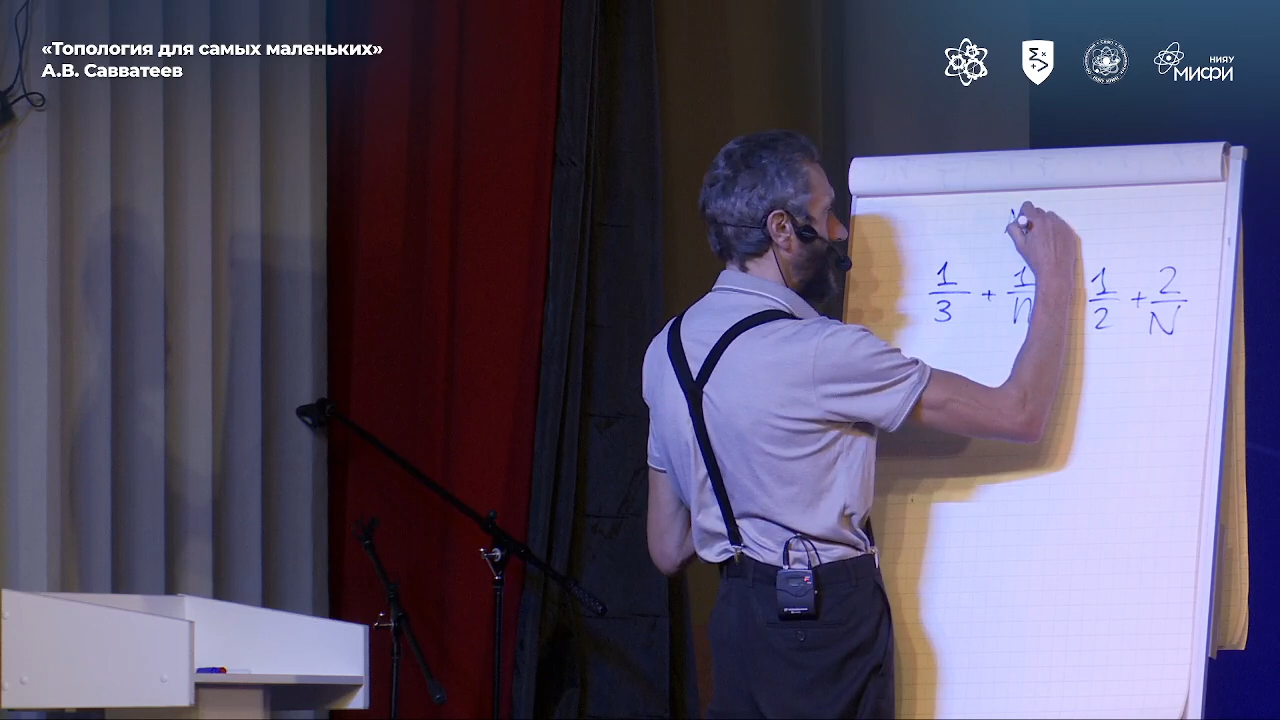 «Топология для самых маленьких»
А.В. Савватеев
НИЯУ
МИФИ
1/3 + 1/n 1/2 + 2/N